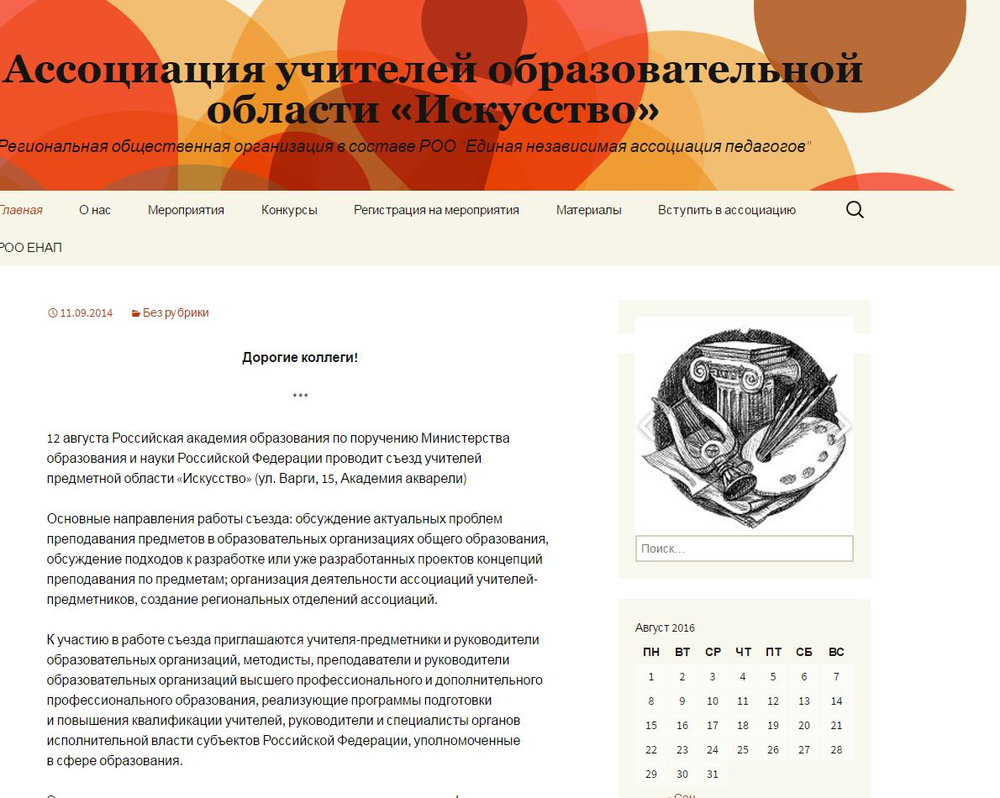 Ассоциация учителей образовательной
области «Искусство»
Региональная общественная организация в составе РОО "Единая независимая ассоциация педагогов"
Главная О нас Мероприятия Конкурсы Регистрация на мероприятия Материалы Вступить в ассоциацию
РОО ЕНАП
11.09.2014 Без рубрики
Дорогие коллеги!
***
12 августа Российская академия образования по поручению Министерства
образования и науки Российской Федерации проводит съезд учителей
предметной области «Искусство» (ул. Варги, 15, Академия акварели)
Основные направления работы съезда: обсуждение актуальных проблем
преподавания предметов в образовательных организациях общего образования,
обсуждение подходов к разработке или уже разработанных проектов концепций
преподавания по предметам; организация деятельности ассоциаций учителей-
предметников, создание региональных отделений ассоциаций.
К участию в работе съезда приглашаются учителя-предметники и руководители
образовательных организаций, методисты, преподаватели и руководители
образовательных организаций высшего профессионального и дополнительного
профессионального образования, реализующие программы подготовки
и повышения квалификации учителей, руководители и специалисты органов
исполнительной власти субъектов Российской Федерации, уполномоченные
в сфере образования.
Поиск…
Август 2016
ПН ВТ СР ЧТ ПТ СБ ВС
1 2 3 4 5 6 7
8 9 10 11 12 13 14
15 16 17 18 19 20 21
22 23 24 25 26 27 28
29 30 31
« Сен